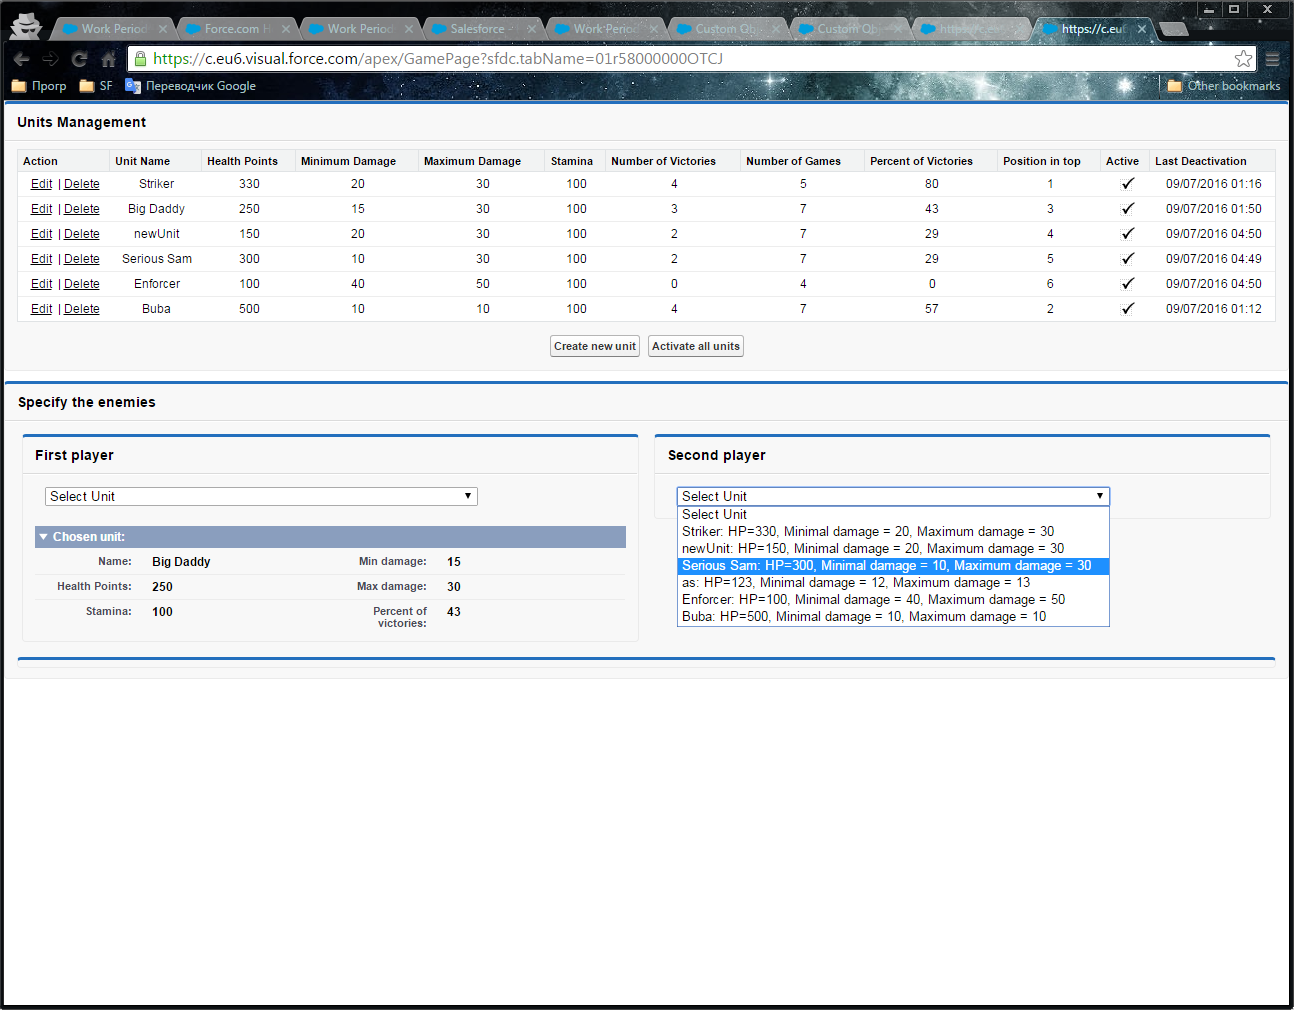 Work Period
Force.com
Work Period
Salesforce
Work Period
Custom Ob
Custom Ob
https://c.eu6
https://c.eu6.visual.force.com/apex/GamePage?sfdc.tabName=01r58000000OTCJ
Прогр SF Переводчик Google Other bookmarks
Units Management
Action Unit Name Health Points Minimum Damage Maximum Damage Stamina Number of Victories Number of Games Percent of Victories Position in top Active Last Deactivation
Edit | Delete Striker 330 20 30 100 4 5 80 1 09/07/2016 01:16
Edit | Delete Big Daddy 250 15 30 100 3 7 43 3 09/07/2016 01:50
Edit | Delete newUnit 150 20 30 100 2 7 29 4 09/07/2016 04:50
Edit | Delete Serious Sam 300 10 30 100 2 7 29 5 09/07/2016 04:49
Edit | Delete Enforcer 100 40 50 100 0 4 0 6 09/07/2016 04:50
Edit | Delete Buba 500 10 10 100 4 7 57 2 09/07/2016 01:12
Create new unit Activate all units
Specify the enemies
First player
Select Unit
Chosen unit:
Name: Big Daddy Min damage: 15
Health Points: 250 Max damage: 30
Stamina: 100 Percent of victories: 43
Second player
Select Unit
Select Unit
Striker: HP=330, Minimal damage = 20, Maximum damage = 30
newUnit: HP=150, Minimal damage = 20, Maximum damage = 30
Serious Sam: HP=300, Minimal damage = 10, Maximum damage = 30
as: HP=123, Minimal damage = 12, Maximum damage = 13
Enforcer: HP=100, Minimal damage = 40, Maximum damage = 50
Buba: HP=500, Minimal damage = 10, Maximum damage = 10